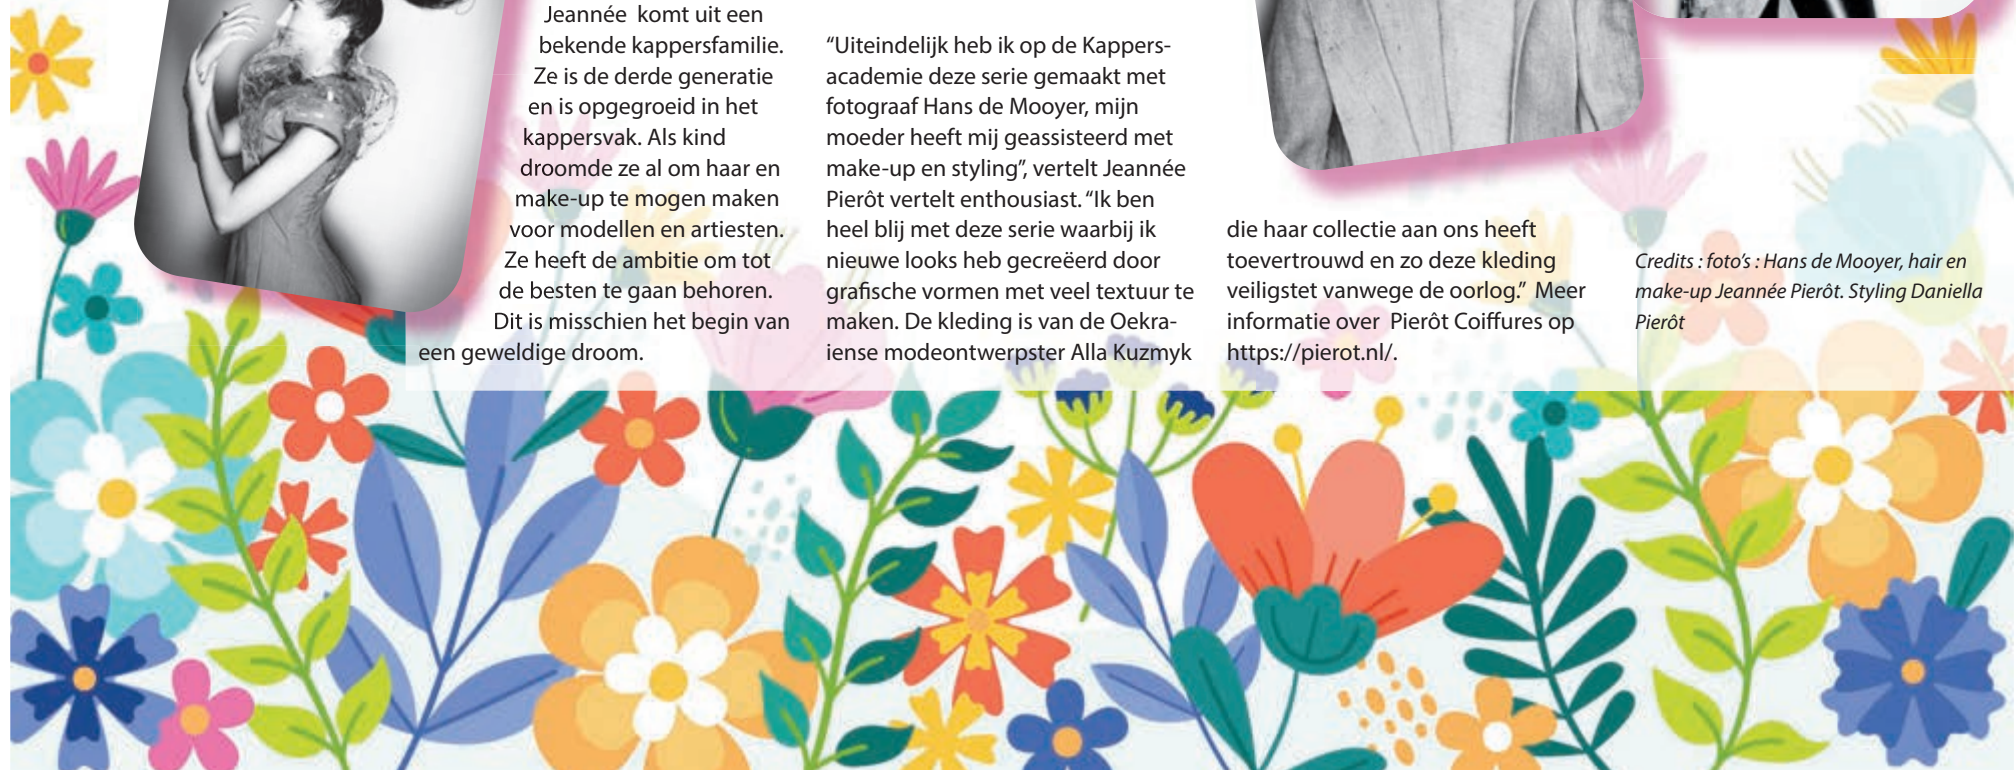 Jeannée komt uit een
bekende kappersfamilie.
Ze is de derde generatie
en is opgegroeid in het
kappersvak. Als kind
droomde ze al om haar en
make-up te mogen maken
voor modellen en artiesten.
Ze heeft de ambitie om tot
de besten te gaan behoren.
Dit is misschien het begin van
een geweldige droom.
“Uiteindelijk heb ik op de Kappers-
academie deze serie gemaakt met
fotograaf Hans de Mooyer, mijn
moeder heeft mij geassisteerd met
make-up en styling”, vertelt Jeannée
Pierôt vertelt enthousiast. “Ik ben
heel blij met deze serie waarbij ik
nieuwe looks heb gecreëerd door
grafische vormen met veel textuur te
maken. De kleding is van de Oekra-
iense modeontwerpster Alla Kuzmyk
die haar collectie aan ons heeft
toevertrouwd en zo deze kleding
veiligstet vanwege de oorlog.” Meer
informatie over Pierôt Coiffures op
https://pierot.nl/.
Credits : foto’s : Hans de Mooyer, hair en
make-up Jeannée Pierôt. Styling Daniella
Pierôt